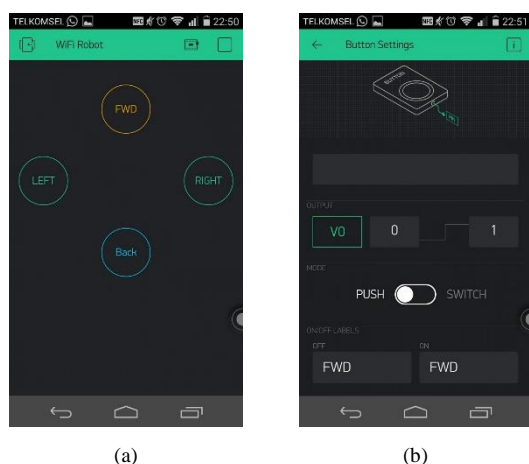 TELKOMSEL 22:50
WiFi Robot
FWD
LEFT
RIGHT
Back
(a)
TELKOMSEL 22:51
Button Settings
BUTTON
OUTPUT
V0 0 1
MODE
PUSH SWITCH
ON/OFF LABELS
OFF ON
FWD FWD
(b)